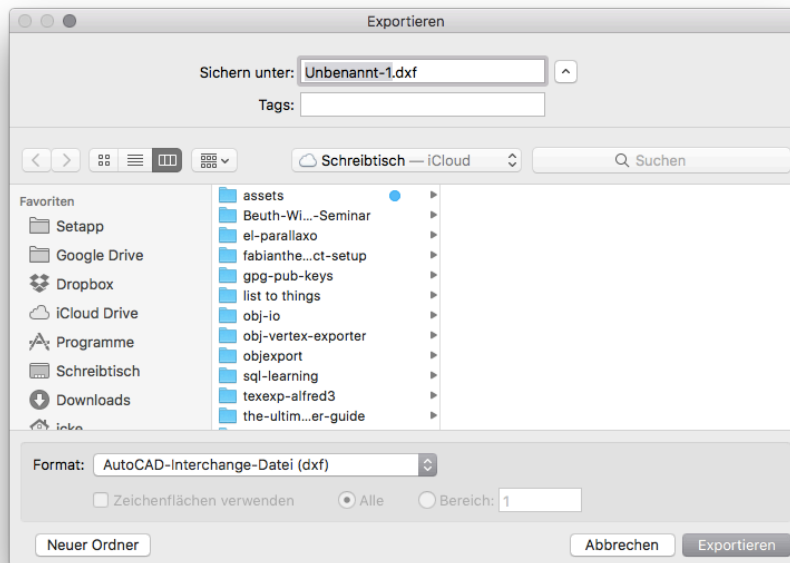 Exportieren
Sichern unter: Unbenannt-1.dxf
Tags:
Schreibtisch — iCloud
Suchen
Favoriten
Setapp
Google Drive
Dropbox
iCloud Drive
Programme
Schreibtisch
Downloads
icke
assets
Beuth-Wi...-Seminar
el-parallaxo
fabianthe...ct-setup
gpg-pub-keys
list to things
obj-io
obj-vertex-exporter
objexport
sql-learning
texexp-alfred3
the-ultim...er-guide
Format: AutoCAD-Interchange-Datei (dxf)
Zeichenflächen verwenden Alle Bereich: 1
Neuer Ordner Abbrechen Exportieren